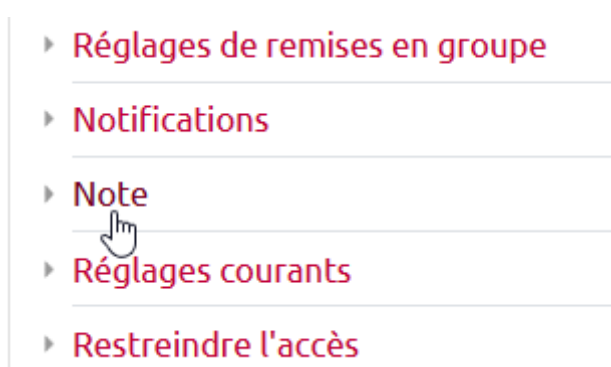 Réglages de remises en groupe
Notifications
Note
Réglages courants
Restreindre l'accès